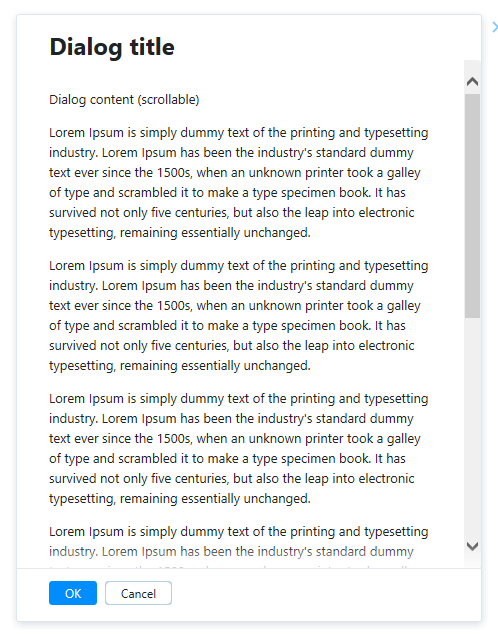 Dialog title
Dialog content (scrollable)
Lorem Ipsum is simply dummy text of the printing and typesetting
industry. Lorem Ipsum has been the industry's standard dummy
text ever since the 1500s, when an unknown printer took a galley
of type and scrambled it to make a type specimen book. It has
survived not only five centuries, but also the leap into electronic
typesetting, remaining essentially unchanged.
Lorem Ipsum is simply dummy text of the printing and typesetting
industry. Lorem Ipsum has been the industry's standard dummy
text ever since the 1500s, when an unknown printer took a galley
of type and scrambled it to make a type specimen book. It has
survived not only five centuries, but also the leap into electronic
typesetting, remaining essentially unchanged.
Lorem Ipsum is simply dummy text of the printing and typesetting
industry. Lorem Ipsum has been the industry's standard dummy
text ever since the 1500s, when an unknown printer took a galley
of type and scrambled it to make a type specimen book. It has
survived not only five centuries, but also the leap into electronic
typesetting, remaining essentially unchanged.
Lorem Ipsum is simply dummy text of the printing and typesetting
industry. Lorem Ipsum has been the industry's standard dummy
OK
Cancel